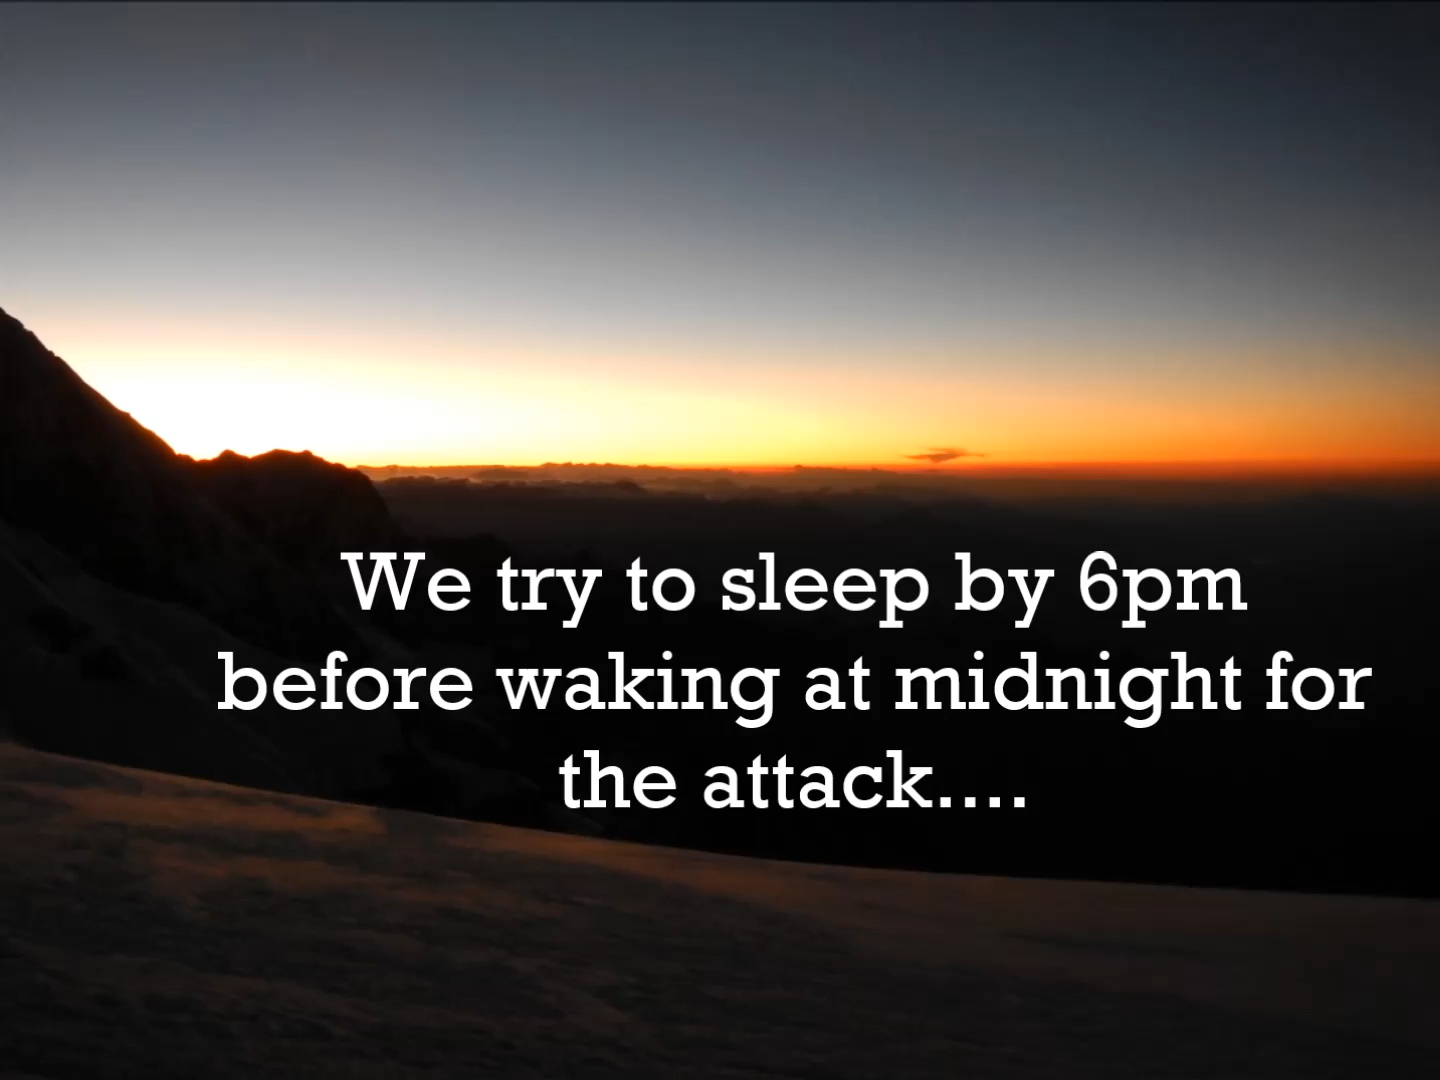 We try to sleep by 6pm
before waking at midnight for
the attack....